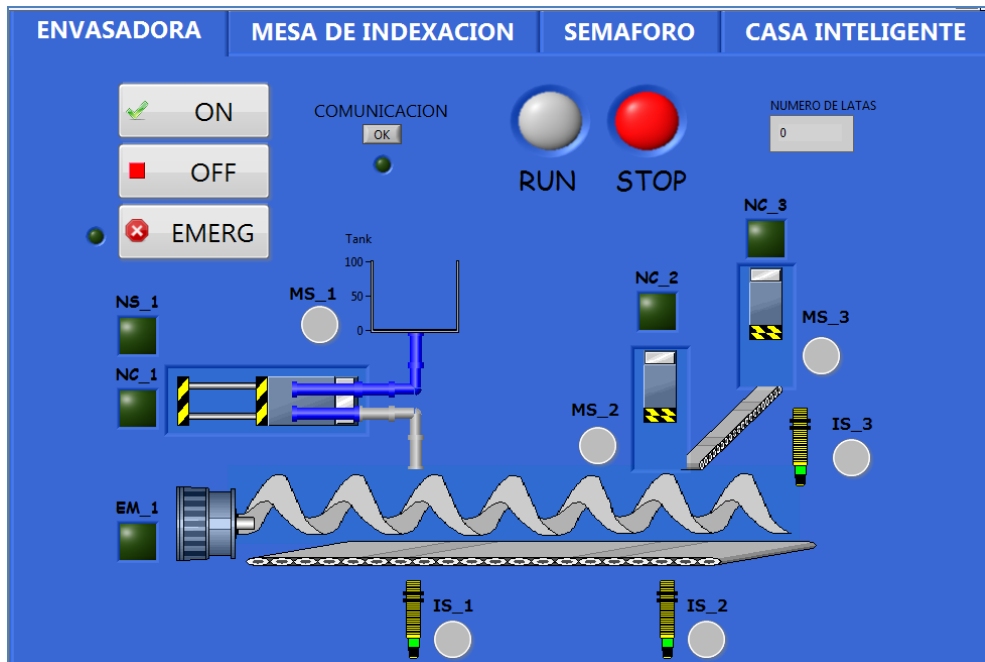 ENVASADORA
MESA DE INDEXACION
SEMAFORO
CASA INTELIGENTE
ON
OFF
EMERG
COMUNICACION
OK
RUN
STOP
NUMERO DE LATAS
0
NC_3
Tank
100
50
0
MS_1
NS_1
NC_1
NC_2
MS_3
MS_2
IS_3
EM_1
IS_1
IS_2